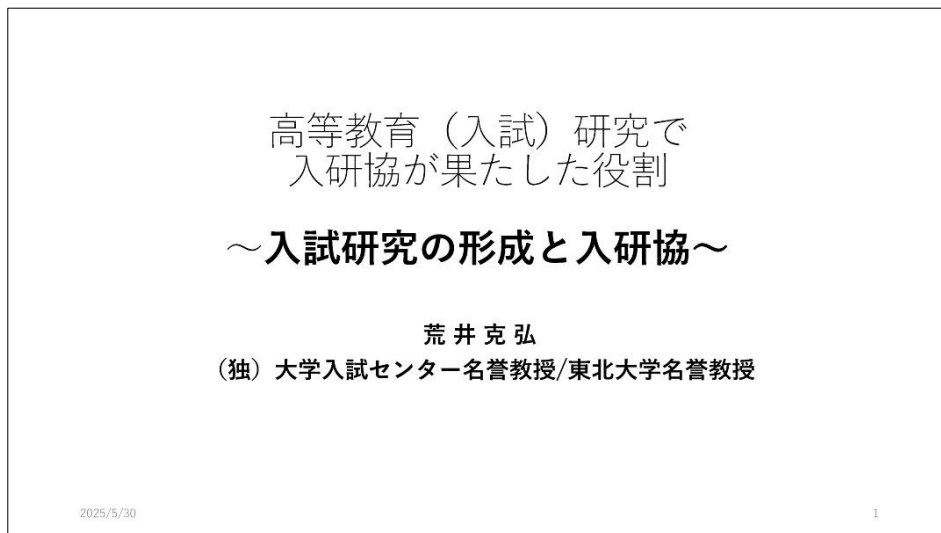 高等教育（入試）研究で
入研協が果たした役割
～入試研究の形成と入研協～
荒 井 克 弘
（独）大学入試センター名誉教授/東北大学名誉教授
2025/5/30
1